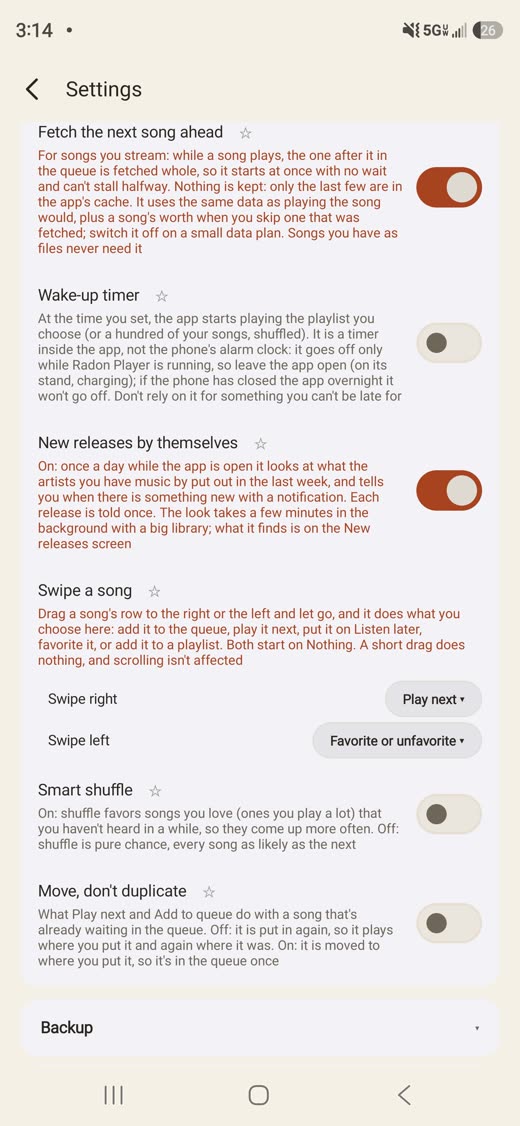 3:14
5G UW
26
Settings
Fetch the next song ahead
For songs you stream: while a song plays, the one after it in
the queue is fetched whole, so it starts at once with no wait
and can't stall halfway. Nothing is kept: only the last few are in
the app's cache. It uses the same data as playing the song
would, plus a song's worth when you skip one that was
fetched; switch it off on a small data plan. Songs you have as
files never need it
Wake-up timer
At the time you set, the app starts playing the playlist you
choose (or a hundred of your songs, shuffled). It is a timer
inside the app, not the phone's alarm clock: it goes off only
while Radon Player is running, so leave the app open (on its
stand, charging); if the phone has closed the app overnight it
won't go off. Don't rely on it for something you can't be late for
New releases by themselves
On: once a day while the app is open it looks at what the
artists you have music by put out in the last week, and tells
you when there is something new with a notification. Each
release is told once. The look takes a few minutes in the
background with a big library; what it finds is on the New
releases screen
Swipe a song
Drag a song's row to the right or the left and let go, and it does what you
choose here: add it to the queue, play it next, put it on Listen later,
favorite it, or add it to a playlist. Both start on Nothing. A short drag does
nothing, and scrolling isn't affected
Swipe right
Play next
Swipe left
Favorite or unfavorite
Smart shuffle
On: shuffle favors songs you love (ones you play a lot) that
you haven't heard in a while, so they come up more often. Off:
shuffle is pure chance, every song as likely as the next
Move, don't duplicate
What Play next and Add to queue do with a song that's
already waiting in the queue. Off: it is put in again, so it plays
where you put it and again where it was. On: it is moved to
where you put it, so it's in the queue once
Backup